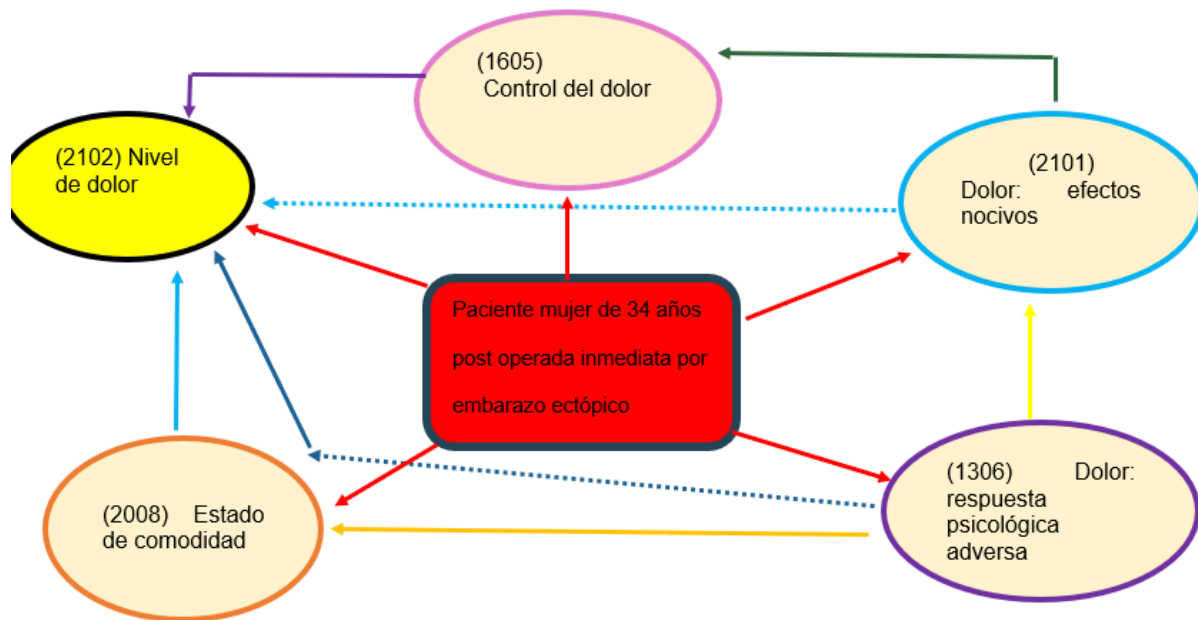 (1605)
Control del dolor
(2102) Nivel
de dolor
(2101)
Dolor: efectos
nocivos
Paciente mujer de 34 años
post operada inmediata por
embarazo ectópico
(2008) Estado
de comodidad
(1306) Dolor:
respuesta
psicológica
adversa